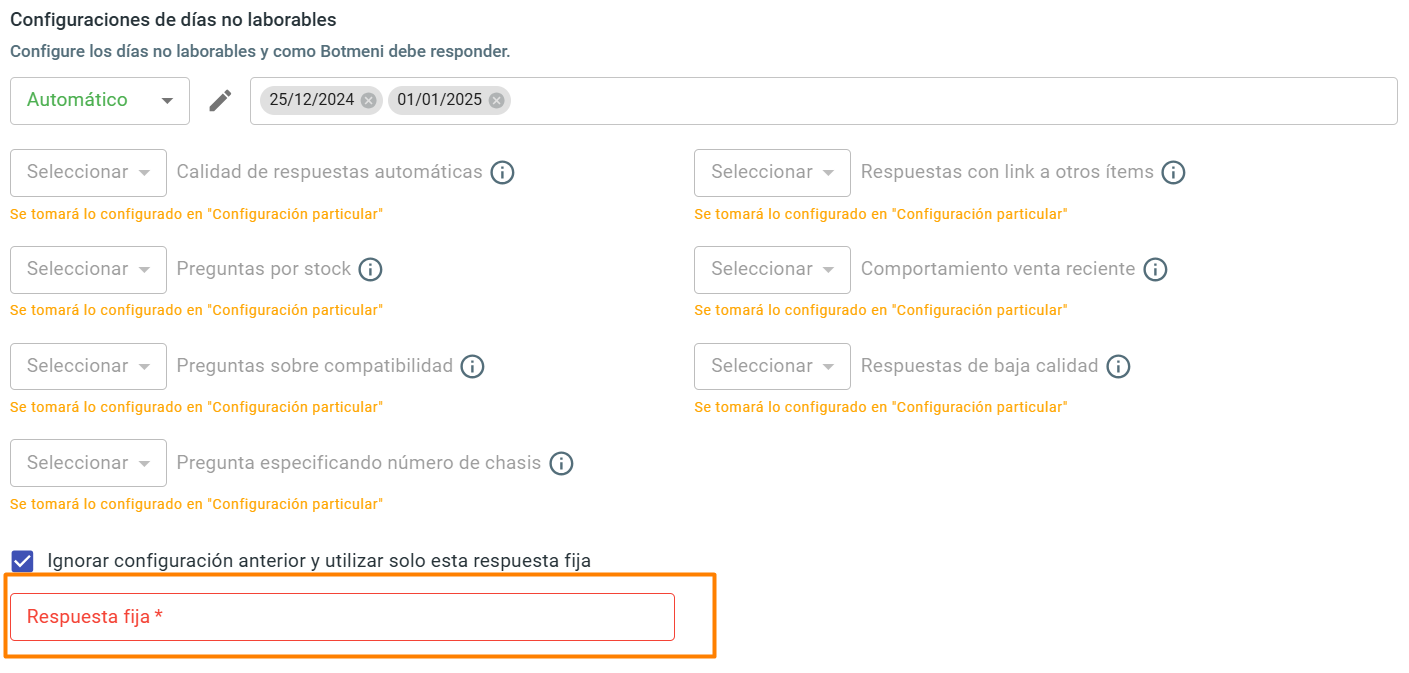 Configuraciones de días no laborables
Configure los días no laborables y como Botmeni debe responder.
Automático 25/12/2024 01/01/2025
Seleccionar Calidad de respuestas automáticas
Seleccionar Respuestas con link a otros ítems
Se tomará lo configurado en "Configuración particular"
Se tomará lo configurado en "Configuración particular"
Seleccionar Preguntas por stock
Seleccionar Comportamiento venta reciente
Se tomará lo configurado en "Configuración particular"
Se tomará lo configurado en "Configuración particular"
Seleccionar Preguntas sobre compatibilidad
Seleccionar Respuestas de baja calidad
Se tomará lo configurado en "Configuración particular"
Se tomará lo configurado en "Configuración particular"
Seleccionar Pregunta especificando número de chasis
Se tomará lo configurado en "Configuración particular"
Ignorar configuración anterior y utilizar solo esta respuesta fija
Respuesta fija *